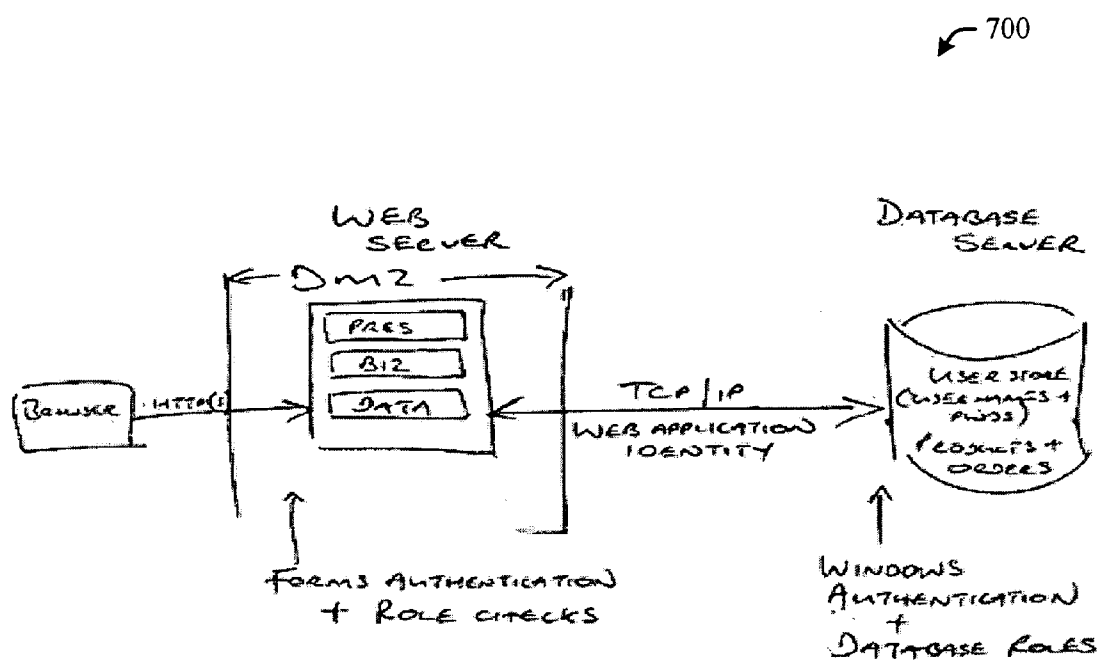 700
WEB
SERVER
DMZ
PRES
BIZ
DATA
BROWSER
HTTP(S)
TCP/IP
WEB APPLICATION
IDENTITY
DATABASE
SERVER
USER STORE
(USER NAMES +
PWDS)
PRODUCTS +
ORDERS
FORMS AUTHENTICATION
+ ROLE CHECKS
WINDOWS
AUTHENTICATION
+
DATABASE ROLES